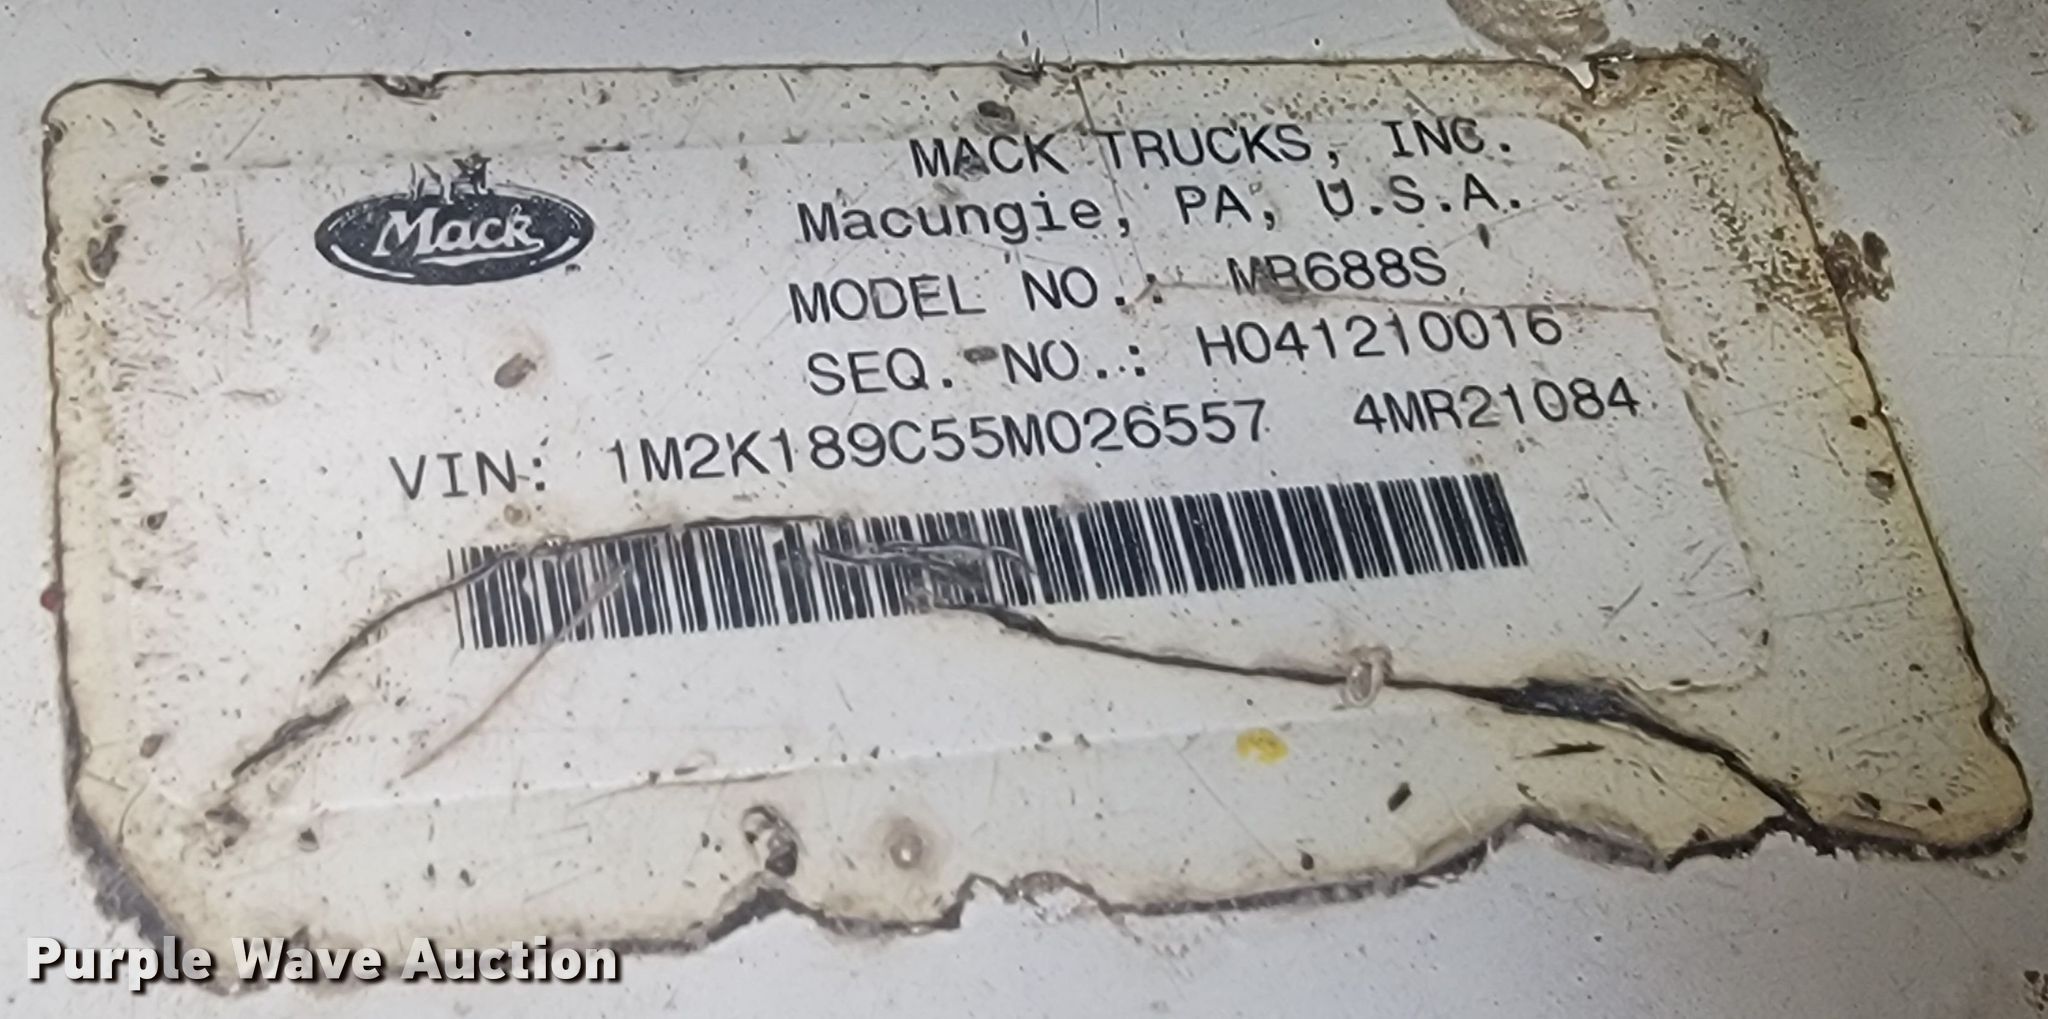 Mack
MACK TRUCKS, INC.
Macungie, PA, U.S.A.
MODEL NO.: MR688S
SEQ. NO.: H041210016
VIN: 1M2K189C55M026557 4MR21084
Purple Wave Auction